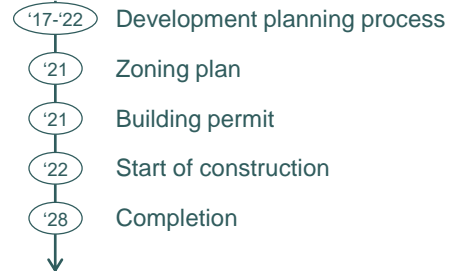 ‘17-‘22 Development planning process
‘21 Zoning plan
‘21 Building permit
‘22 Start of construction
‘28 Completion